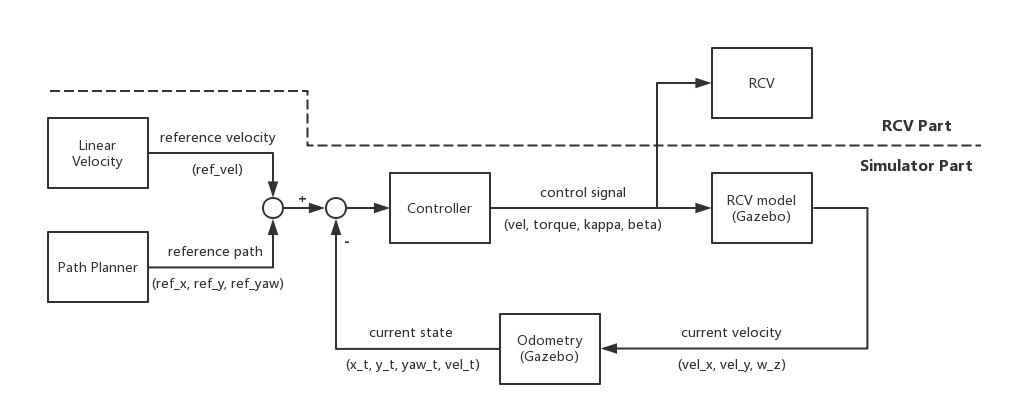 RCV
RCV Part
Simulator Part
Linear
Velocity
reference velocity
(ref_vel)
+
-
Controller
control signal
(vel, torque, kappa, beta)
RCV model
(Gazebo)
Path Planner
reference path
(ref_x, ref_y, ref_yaw)
current state
(x_t, y_t, yaw_t, vel_t)
Odometry
(Gazebo)
current velocity
(vel_x, vel_y, w_z)